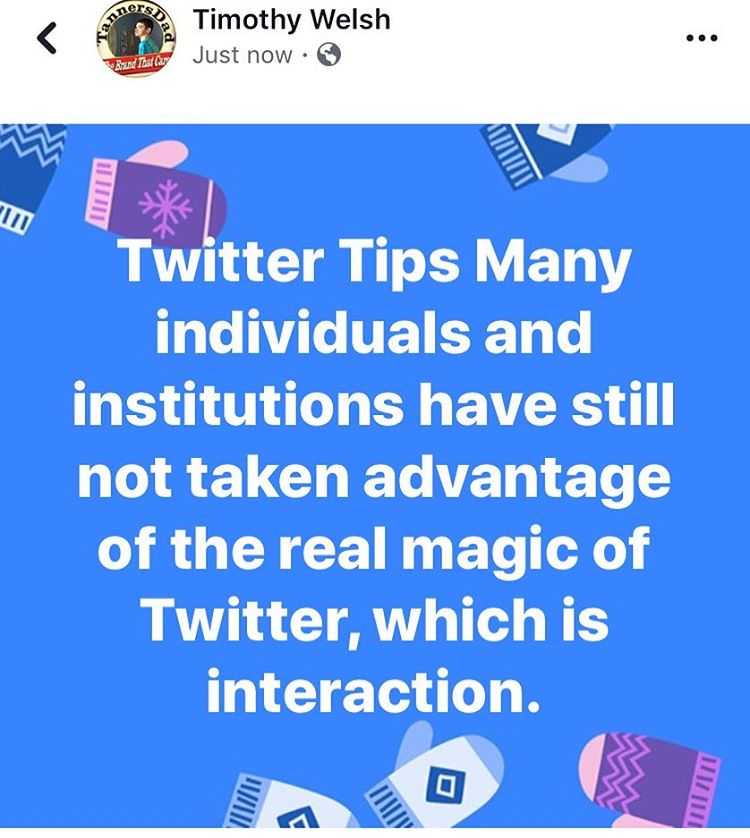 TannersDad
The Brand That Cares
Timothy Welsh
Just now ·
Twitter Tips Many
individuals and
institutions have still
not taken advantage
of the real magic of
Twitter, which is
interaction.